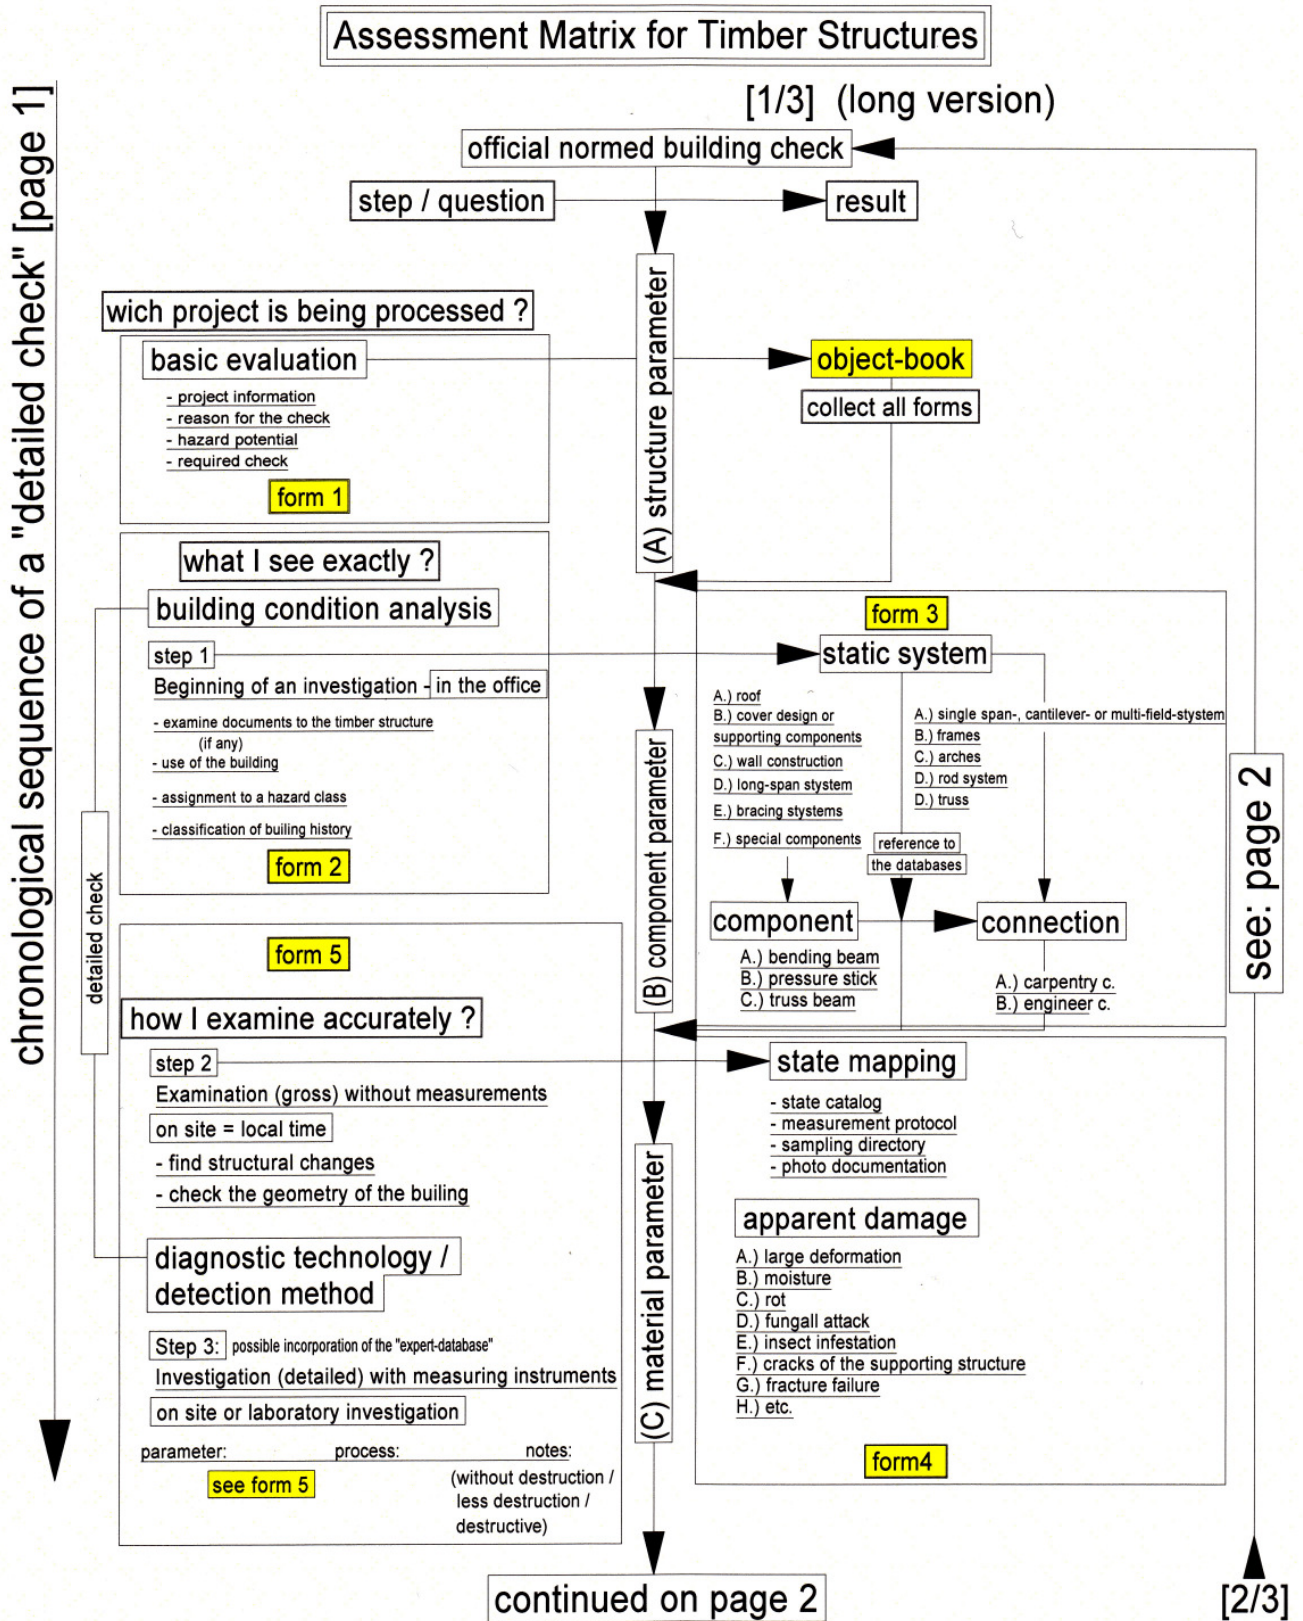 Assessment Matrix for Timber Structures
[1/3] (long version)
chronological sequence of a "detailed check" [page 1]
official normed building check
step / question
result
(A) structure parameter
wich project is being processed ?
basic evaluation
- project information
- reason for the check
- hazard potential
- required check
form 1
object-book
collect all forms
what I see exactly ?
building condition analysis
step 1
Beginning of an investigation - in the office
- examine documents to the timber structure
(if any)
- use of the building
- assignment to a hazard class
- classification of builing history
form 2
detailed check
form 3
static system
A.) roof
B.) cover design or
supporting components
C.) wall construction
D.) long-span stystem
E.) bracing stystems
F.) special components
A.) single span-, cantilever- or multi-field-stystem
B.) frames
C.) arches
D.) rod system
D.) truss
reference to
the databases
(B) component parameter
component
A.) bending beam
B.) pressure stick
C.) truss beam
connection
A.) carpentry c.
B.) engineer c.
see: page 2
form 5
how I examine accurately ?
step 2
Examination (gross) without measurements
on site = local time
- find structural changes
- check the geometry of the builing
diagnostic technology /
detection method
Step 3: possible incorporation of the "expert-database"
Investigation (detailed) with measuring instruments
on site or laboratory investigation
parameter: process: notes:
see form 5
(without destruction /
less destruction /
destructive)
(C) material parameter
state mapping
- state catalog
- measurement protocol
- sampling directory
- photo documentation
apparent damage
A.) large deformation
B.) moisture
C.) rot
D.) fungall attack
E.) insect infestation
F.) cracks of the supporting structure
G.) fracture failure
H.) etc.
form4
continued on page 2
[2/3]